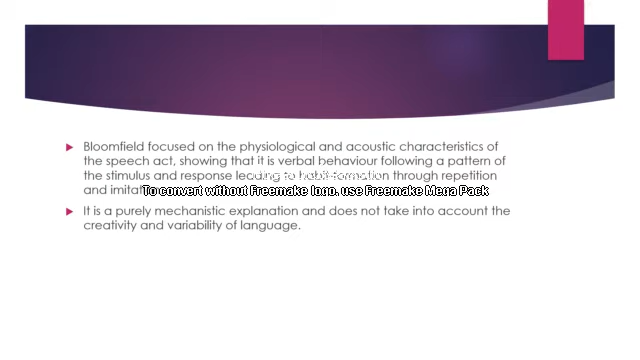 Bloomfield focused on the physiological and acoustic characteristics of
the speech act, showing that it is verbal behaviour following a pattern of
the stimulus and response leading to habit-formation through repetition
and
To convert without Freemake logo, use Freemake Mega Pack
It is a purely mechanistic explanation and does not take into account the
creativity and variability of language.